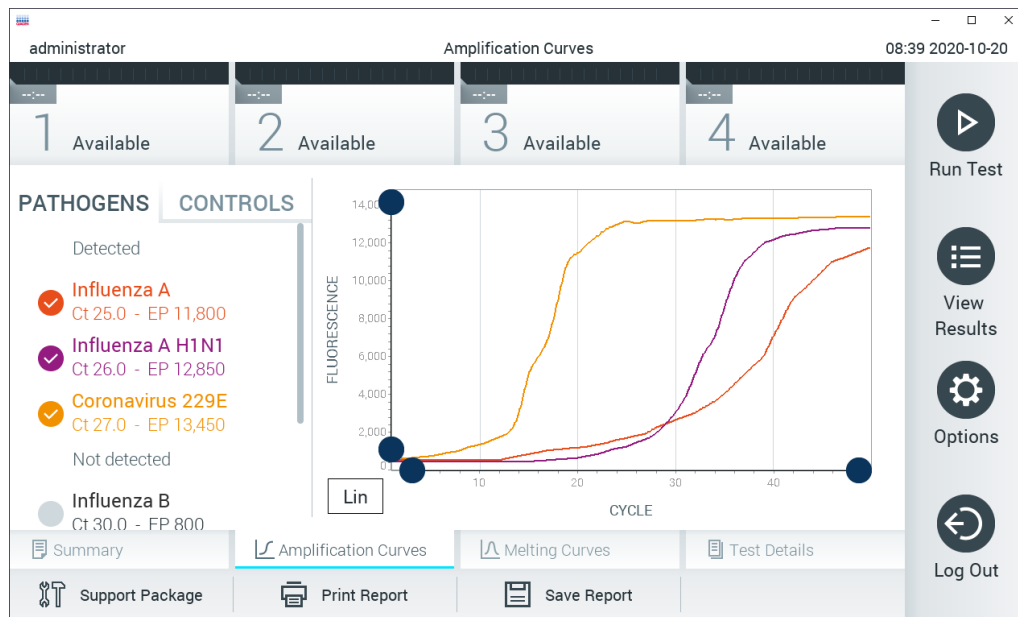 administrator
Amplification Curves
08:39 2020-10-20
--:--
1 Available
--:--
2 Available
--:--
3 Available
--:--
4 Available
Run Test
View
Results
Options
Log Out
PATHOGENS
CONTROLS
Detected
Influenza A
Ct 25.0 - EP 11,800
Influenza A H1N1
Ct 26.0 - EP 12,850
Coronavirus 229E
Ct 27.0 - EP 13,450
Not detected
Influenza B
Ct 30.0 - EP 800
FLUORESCENCE
12,000
10,000
8,000
6,000
4,000
2,000
0
10
20
30
40
CYCLE
Lin
Summary
Amplification Curves
Melting Curves
Test Details
Support Package
Print Report
Save Report